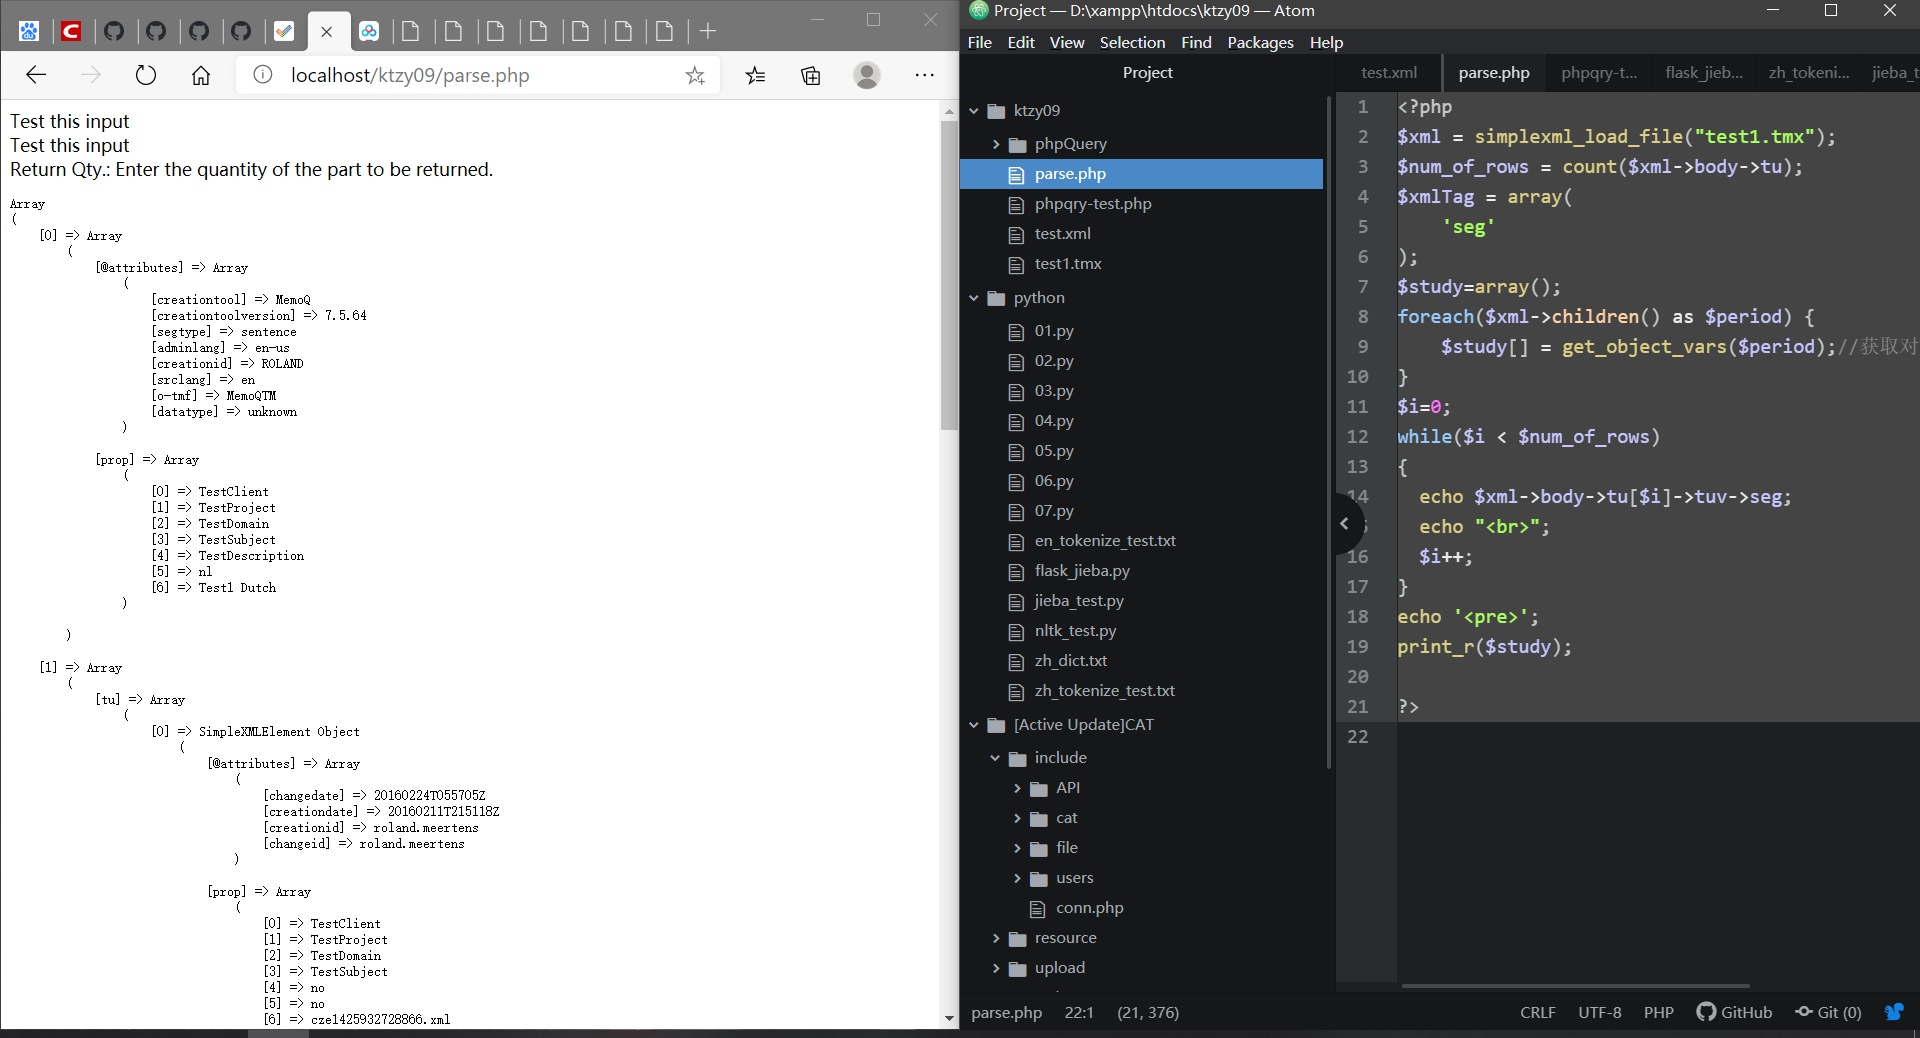 localhost/ktzy09/parse.php
Test this input
Test this input
Return Qty.: Enter the quantity of the part to be returned.
Array
(
[0] => Array
(
[@attributes] => Array
(
[creationtool] => MemoQ
[creationtoolversion] => 7.5.64
[segtype] => sentence
[adminlang] => en-us
[creationid] => ROLAND
[srclang] => en
[o-tmf] => MemoQTM
[datatype] => unknown
)
[prop] => Array
(
[0] => TestClient
[1] => TestProject
[2] => TestDomain
[3] => TestSubject
[4] => TestDescription
[5] => nl
[6] => Test1 Dutch
)
)
[1] => Array
(
[tu] => Array
(
[0] => SimpleXMLElement Object
(
[@attributes] => Array
(
[changedate] => 20160224T055705Z
[creationdate] => 20160211T215118Z
[creationid] => roland.meertens
[changeid] => roland.meertens
)
[prop] => Array
(
[0] => TestClient
[1] => TestProject
[2] => TestDomain
[3] => TestSubject
[4] => no
[5] => no
[6] => cze1425932728866.xml
Project — D:\xampp\htdocs\ktzy09 — Atom
File Edit View Selection Find Packages Help
Project
ktzy09
phpQuery
parse.php
phpqry-test.php
test.xml
test1.tmx
python
01.py
02.py
03.py
04.py
05.py
06.py
07.py
en_tokenize_test.txt
flask_jieba.py
jieba_test.py
nltk_test.py
zh_dict.txt
zh_tokenize_test.txt
[Active Update]CAT
include
API
cat
file
users
conn.php
resource
upload
test.xml parse.php phpqry-t... flask_jieb... zh_tokeni... jieba_t
1 <?php
2 $xml = simplexml_load_file("test1.tmx");
3 $num_of_rows = count($xml->body->tu);
4 $xmlTag = array(
5 'seg'
6 );
7 $study=array();
8 foreach($xml->children() as $period) {
9 $study[] = get_object_vars($period);//获取对
10 }
11 $i=0;
12 while($i < $num_of_rows)
13 {
14 echo $xml->body->tu[$i]->tuv->seg;
echo "<br>";
16 $i++;
17 }
18 echo '<pre>';
19 print_r($study);
20
21 ?>
22
parse.php 22:1 (21, 376) CRLF UTF-8 PHP GitHub Git (0)